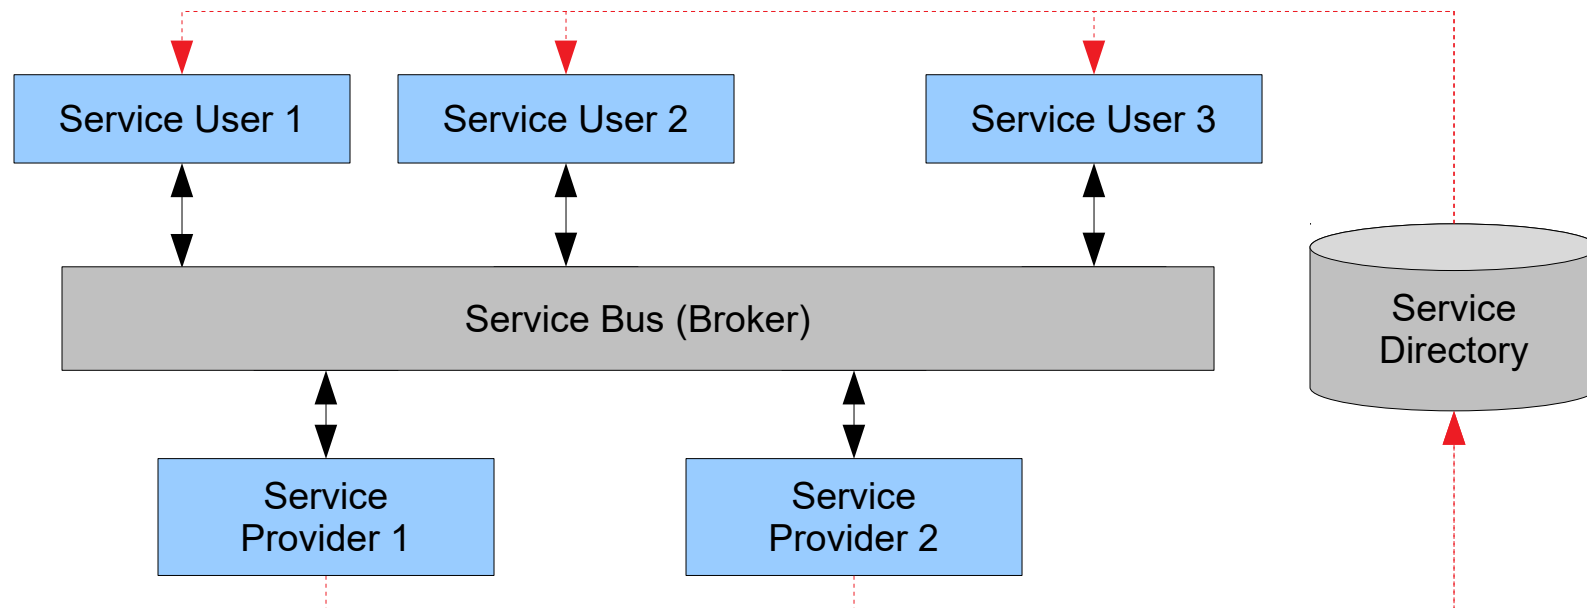 Service User 1
Service User 2
Service User 3
Service Bus (Broker)
Service
Directory
Service
Provider 1
Service
Provider 2